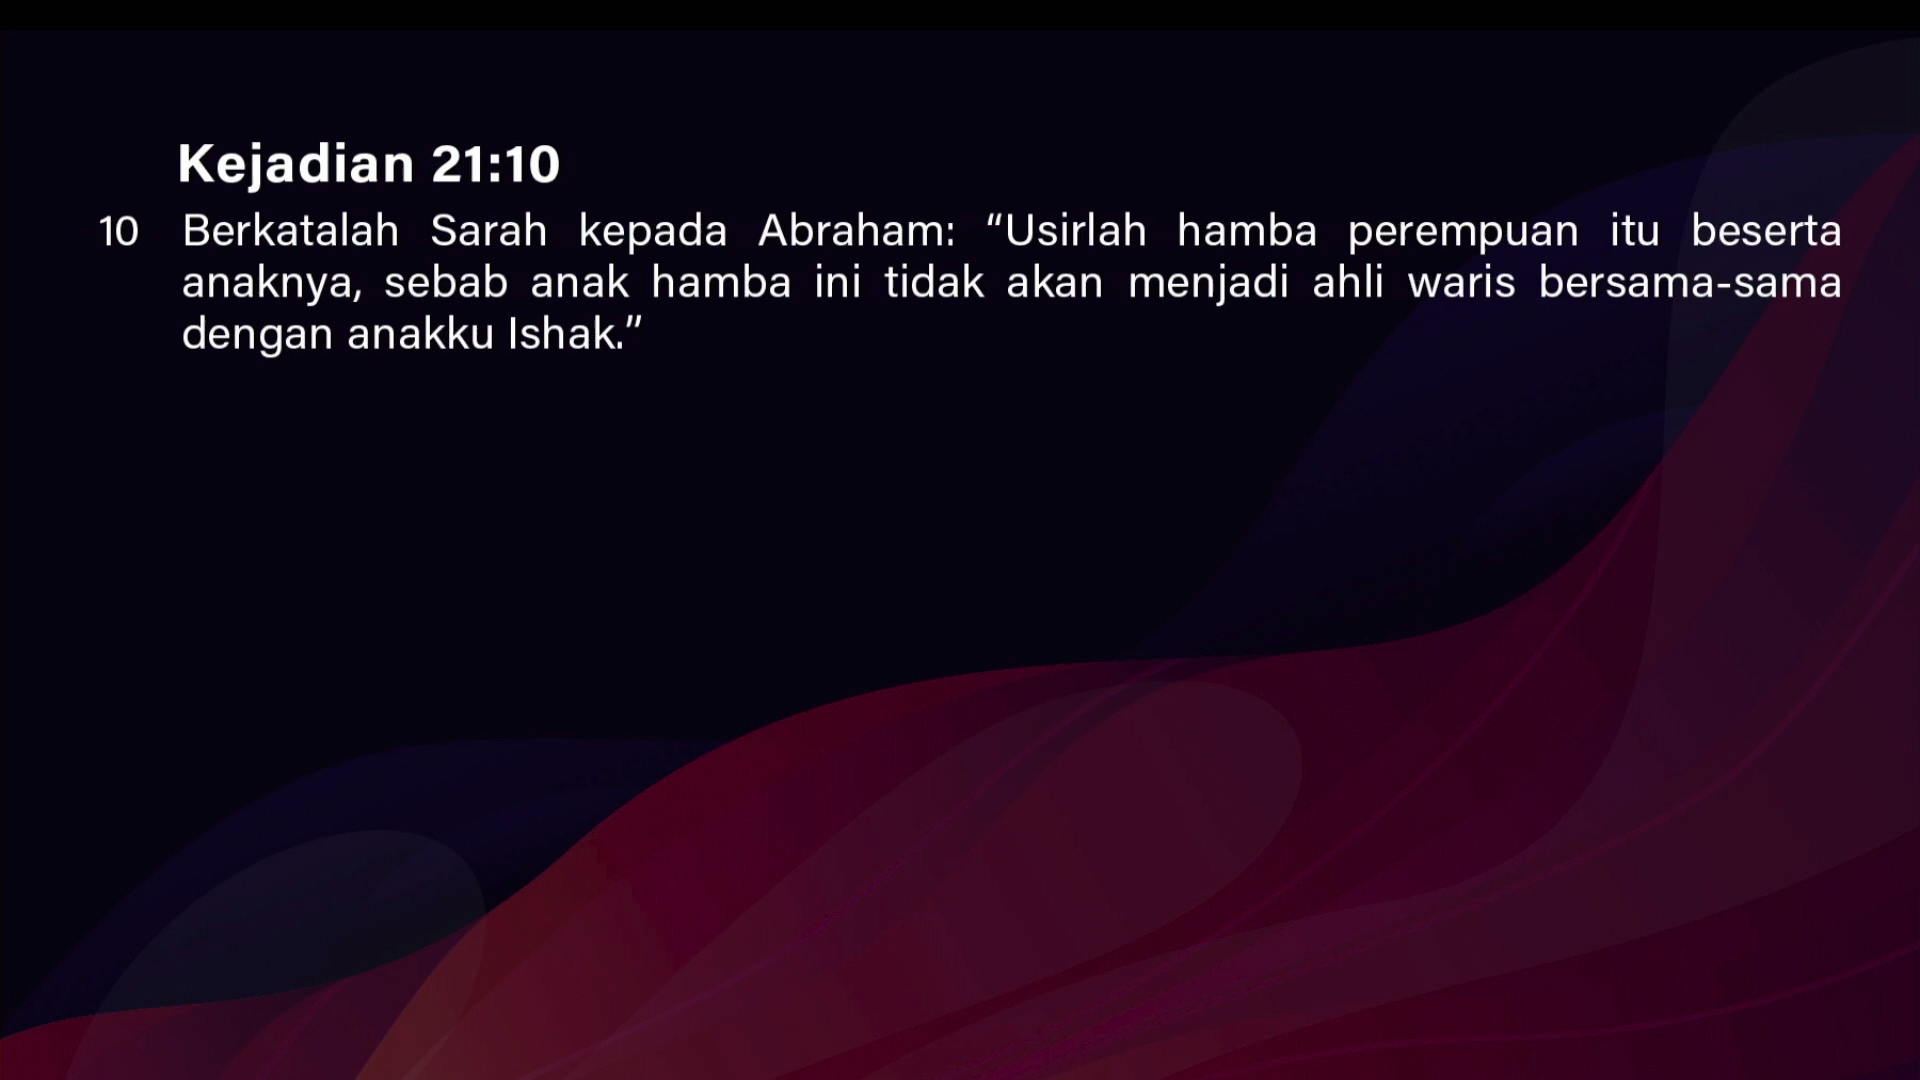 Kejadian 21:10
10 Berkatalah Sarah kepada Abraham: “Usirlah hamba perempuan itu beserta
anaknya, sebab anak hamba ini tidak akan menjadi ahli waris bersama-sama
dengan anakku Ishak.”